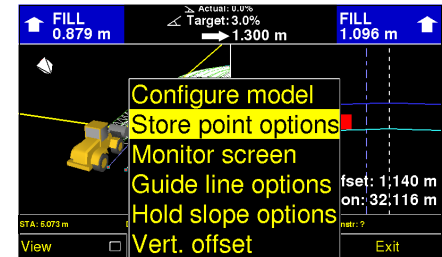 FILL
0.879 m
Actual: 0.0%
Target: 3.0%
1.300 m
FILL
1.096 m
Configure model
Store point options
Monitor screen
Guide line options
Hold slope options
Vert. offset
fset: 1,140 m
on: 32,116 m
STA: 5.073 m
nstr: ?
View
Exit